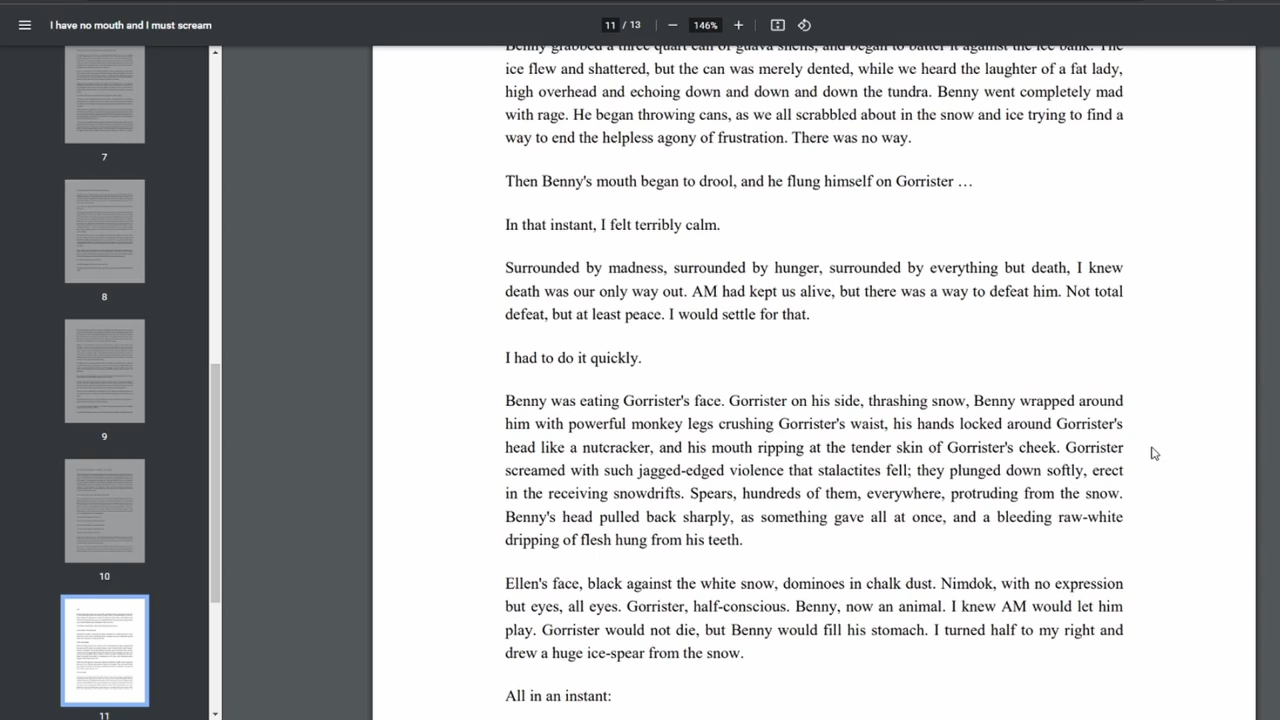 I have no mouth and I must scream
11 / 13
146%
7
8
9
10
11
Benny grabbed a three quart can of guava shells, and began to batter it against the ice bank. The
ice flew and shattered, but the can was merely dented, while we heard the laughter of a fat lady,
high overhead and echoing down and down and down the tundra. Benny went completely mad
with rage. He began throwing cans, as we all scrabbled about in the snow and ice trying to find a
way to end the helpless agony of frustration. There was no way.
Then Benny's mouth began to drool, and he flung himself on Gorrister …
In that instant, I felt terribly calm.
Surrounded by madness, surrounded by hunger, surrounded by everything but death, I knew
death was our only way out. AM had kept us alive, but there was a way to defeat him. Not total
defeat, but at least peace. I would settle for that.
I had to do it quickly.
Benny was eating Gorrister's face. Gorrister on his side, thrashing snow, Benny wrapped around
him with powerful monkey legs crushing Gorrister's waist, his hands locked around Gorrister's
head like a nutcracker, and his mouth ripping at the tender skin of Gorrister's cheek. Gorrister
screamed with such jagged-edged violence that stalactites fell; they plunged down softly, erect
in the receiving snowdrifts. Spears, hundreds of them, everywhere, protruding from the snow.
Benny's head pulled back sharply, as something gave all at once, and a bleeding raw-white
dripping of flesh hung from his teeth.
Ellen's face, black against the white snow, dominoes in chalk dust. Nimdok, with no expression
but eyes, all eyes. Gorrister, half-conscious. Benny, now an animal. I knew AM would let him
play. Gorrister would not die, but Benny would fill his stomach. I turned half to my right and
drew a huge ice-spear from the snow.
All in an instant: